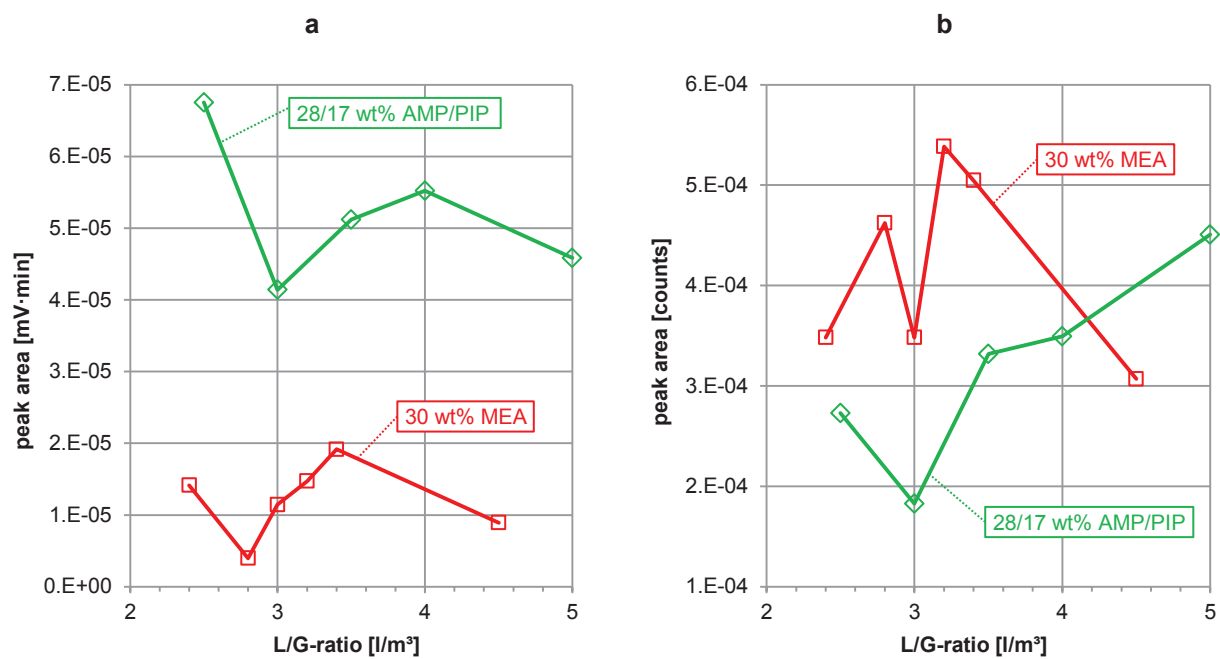 a
peak area [mV·min]
7.E-05
6.E-05
5.E-05
4.E-05
3.E-05
2.E-05
1.E-05
0.E+00
28/17 wt% AMP/PIP
30 wt% MEA
2 3 4 5
L/G-ratio [l/m³]
b
peak area [counts]
6.E-04
5.E-04
4.E-04
3.E-04
2.E-04
1.E-04
30 wt% MEA
28/17 wt% AMP/PIP
2 3 4 5
L/G-ratio [l/m³]